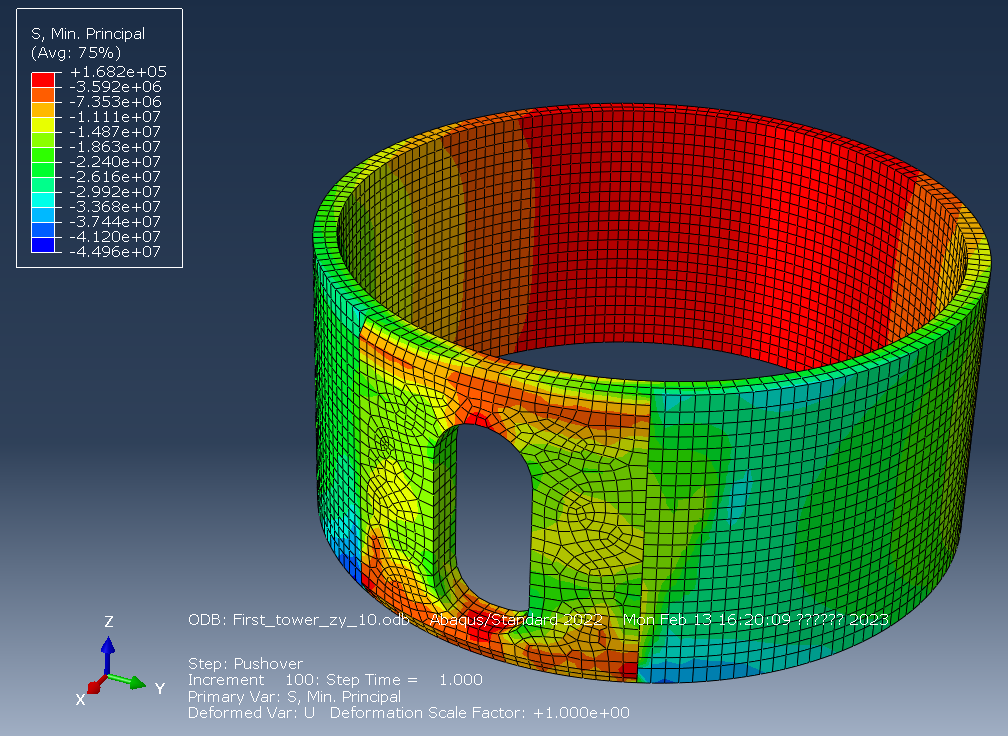 S, Min. Principal
(Avg: 75%)
+1.682e+05
-3.592e+06
-7.353e+06
-1.111e+07
-1.487e+07
-1.863e+07
-2.240e+07
-2.616e+07
-2.992e+07
-3.368e+07
-3.744e+07
-4.120e+07
-4.496e+07
Z
Y
X
ODB: First_tower_zy_10.odb Abaqus/Standard 2022 Mon Feb 13 16:20:09 ?????? 2023
Step: Pushover
Increment 100: Step Time = 1.000
Primary Var: S, Min. Principal
Deformed Var: U Deformation Scale Factor: +1.000e+00